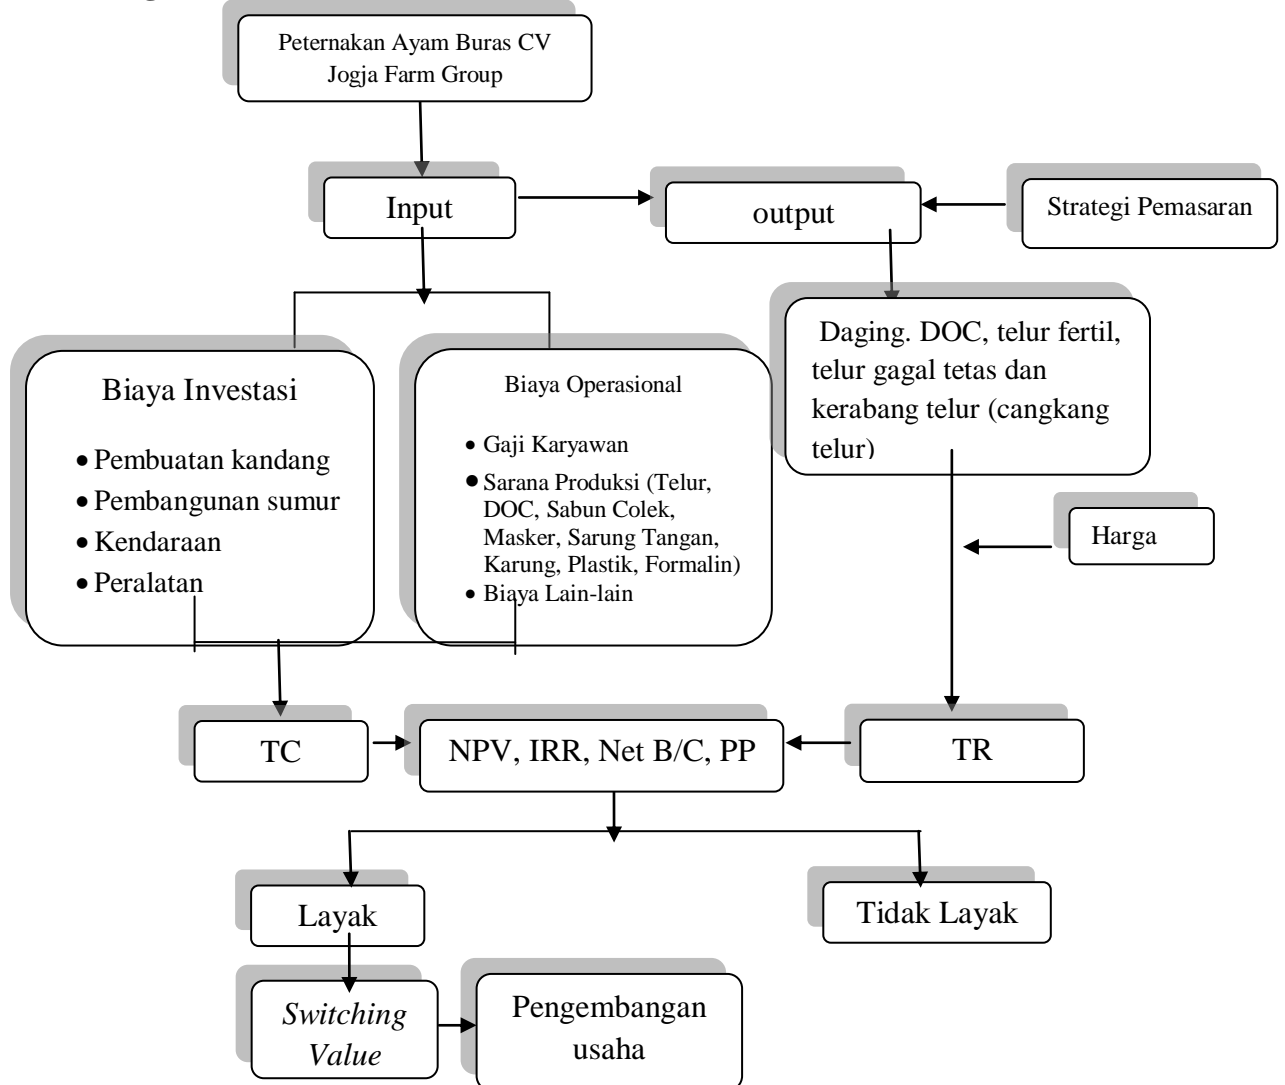 Peternakan Ayam Buras CV
Jogja Farm Group
Input
output
Strategi Pemasaran
Biaya Investasi
• Pembuatan kandang
• Pembangunan sumur
• Kendaraan
• Peralatan
Biaya Operasional
• Gaji Karyawan
• Sarana Produksi (Telur,
DOC, Sabun Colek,
Masker, Sarung Tangan,
Karung, Plastik, Formalin)
• Biaya Lain-lain
Daging. DOC, telur fertil,
telur gagal tetas dan
kerabang telur (cangkang
telur)
Harga
TC
NPV, IRR, Net B/C, PP
TR
Layak
Tidak Layak
Switching
Value
Pengembangan
usaha